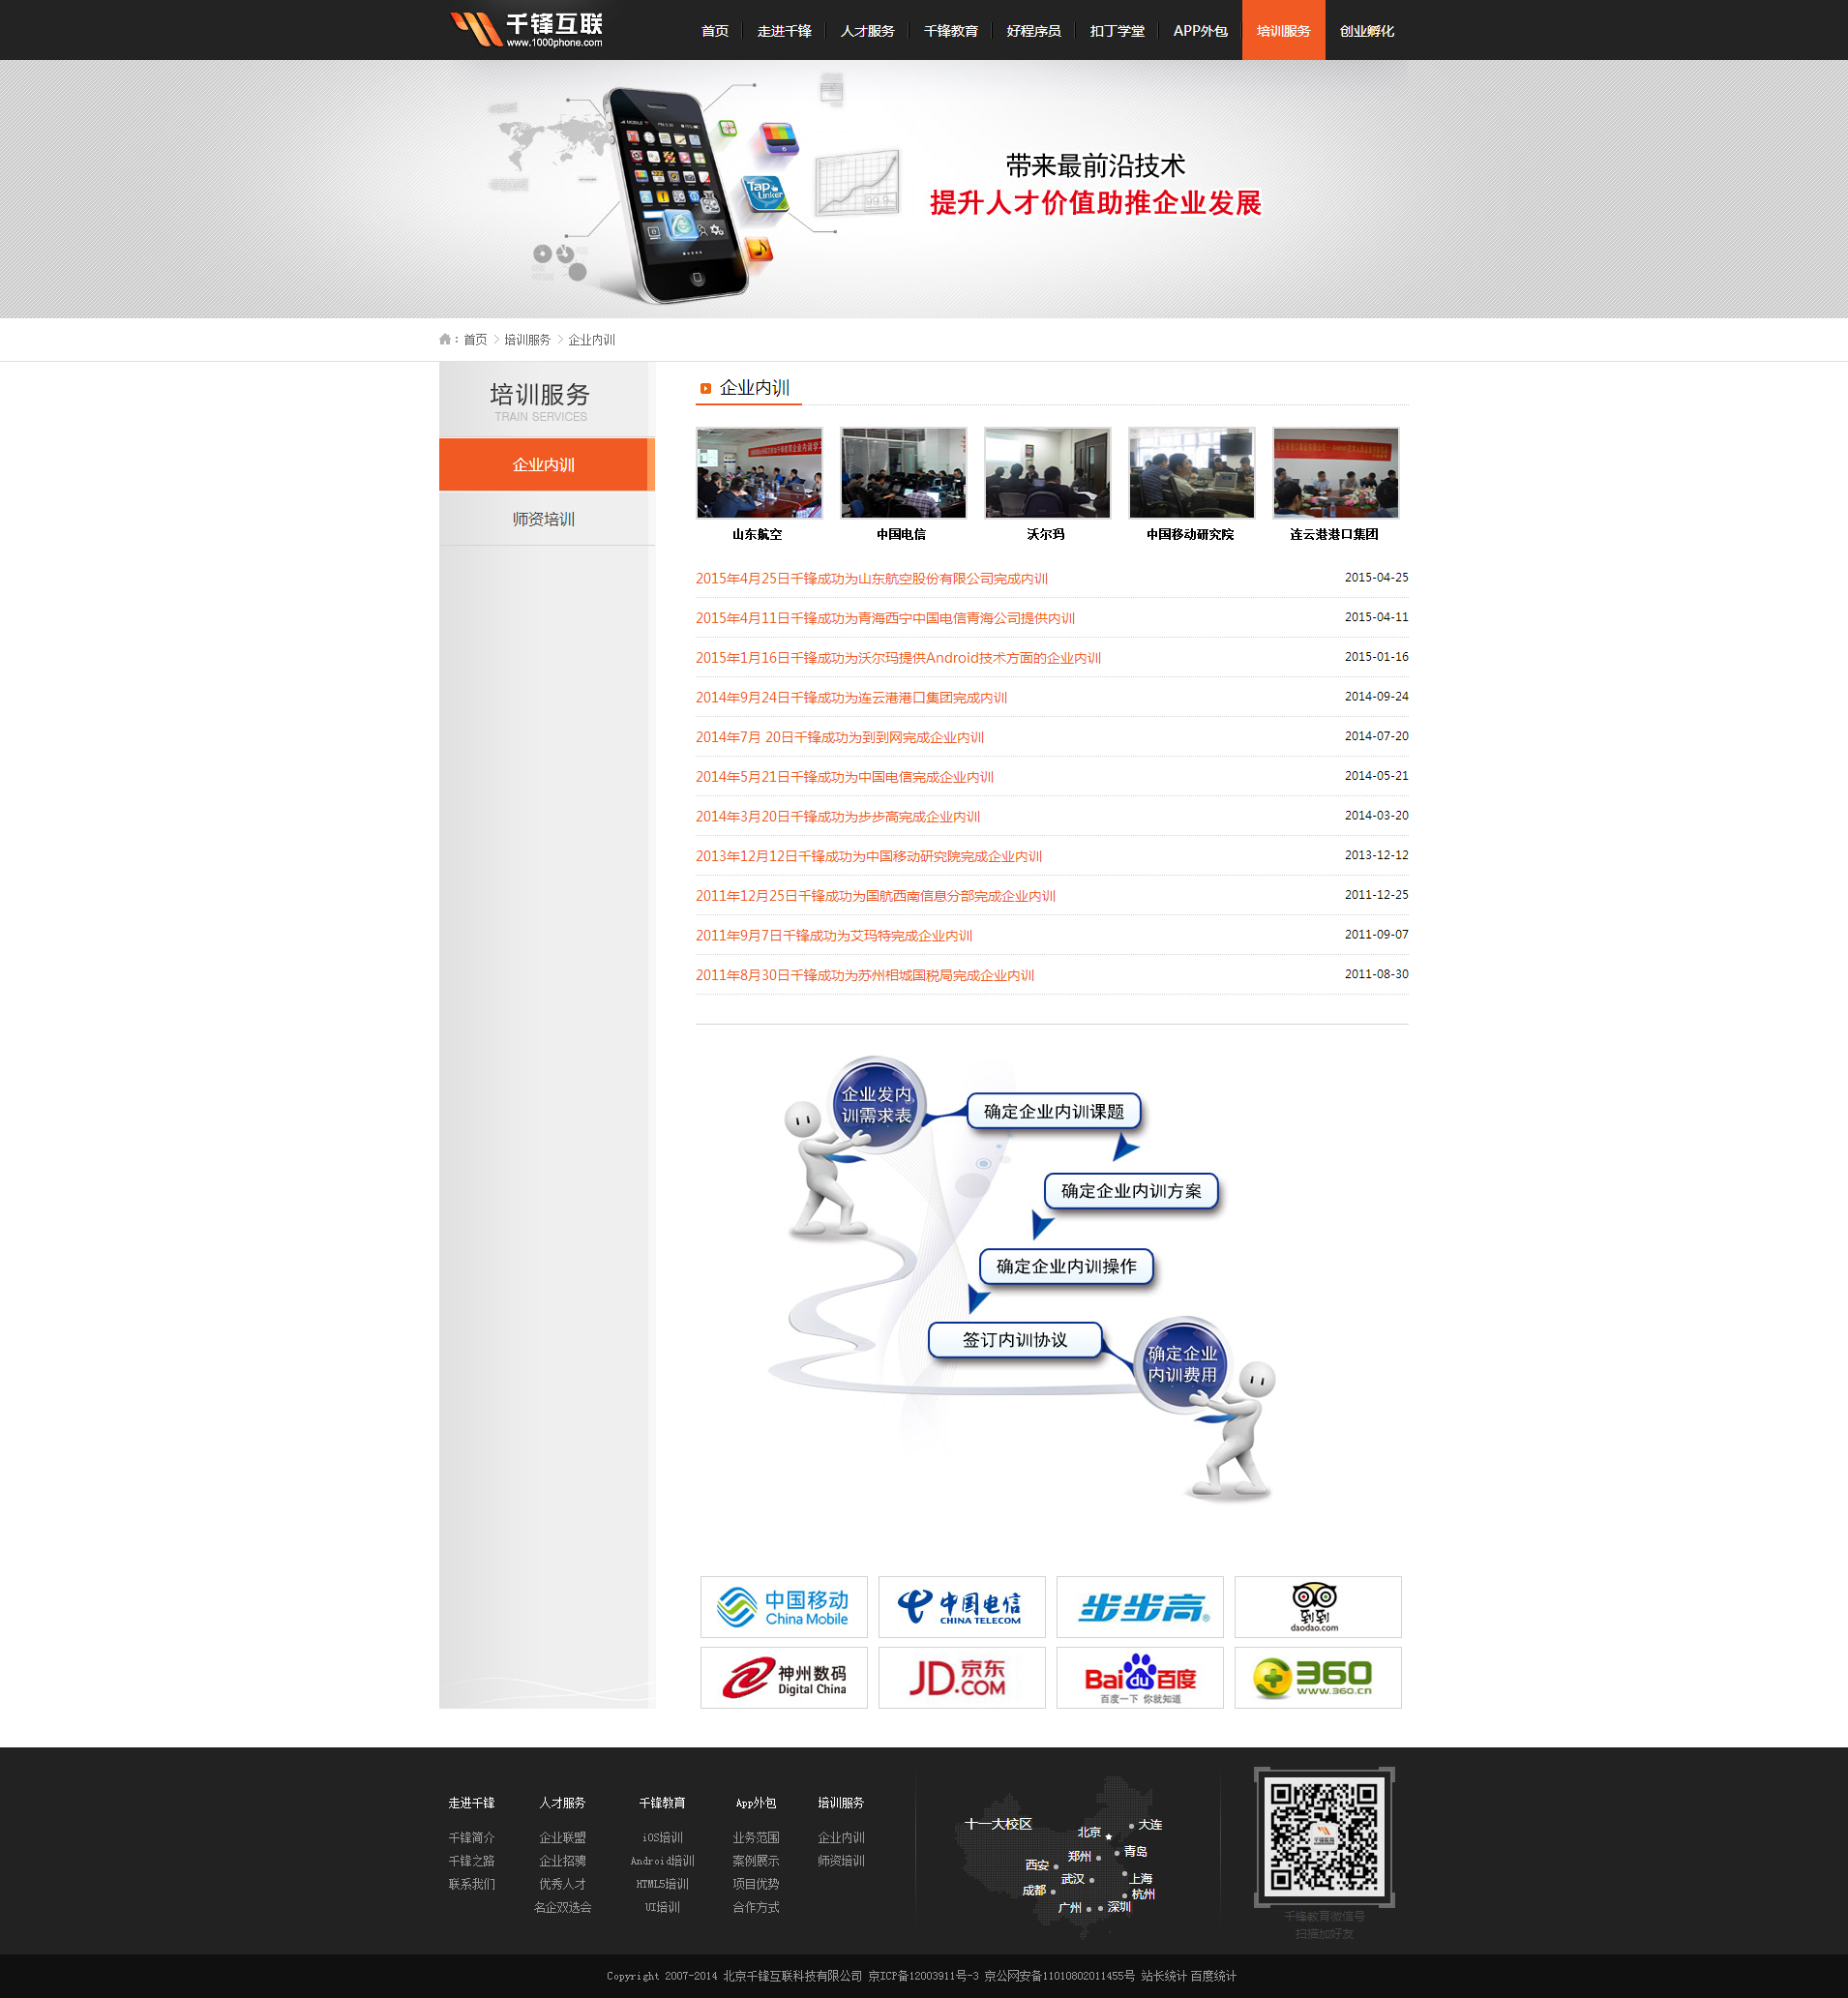 千锋互联
www.1000phone.com
首页 走进千锋 人才服务 千锋教育 好程序员 扣丁学堂 APP外包 培训服务 创业孵化
带来最前沿技术
提升人才价值助推企业发展
Tap Linker
：首页 > 培训服务 > 企业内训
培训服务
TRAIN SERVICES
企业内训
师资培训
企业内训
山东航空 中国电信 沃尔玛 中国移动研究院 连云港港口集团
2015年4月25日千锋成功为山东航空股份有限公司完成内训 2015-04-25
2015年4月11日千锋成功为青海西宁中国电信青海公司提供内训 2015-04-11
2015年1月16日千锋成功为沃尔玛提供Android技术方面的企业内训 2015-01-16
2014年9月24日千锋成功为连云港港口集团完成内训 2014-09-24
2014年7月 20日千锋成功为到到网完成企业内训 2014-07-20
2014年5月21日千锋成功为中国电信完成企业内训 2014-05-21
2014年3月20日千锋成功为步步高完成企业内训 2014-03-20
2013年12月12日千锋成功为中国移动研究院完成企业内训 2013-12-12
2011年12月25日千锋成功为国航西南信息分部完成企业内训 2011-12-25
2011年9月7日千锋成功为艾玛特完成企业内训 2011-09-07
2011年8月30日千锋成功为苏州相城国税局完成企业内训 2011-08-30
企业发内
训需求表
确定企业内训课题
确定企业内训方案
确定企业内训操作
签订内训协议
确定企业
内训费用
中国移动
China Mobile
中国电信
CHINA TELECOM
步步高®
到到
daodao.com
神州数码
Digital China
JD.京东
COM
Bai du 百度
百度一下 你就知道
360
www.360.cn
走进千锋 人才服务 千锋教育 App外包 培训服务
千锋简介 企业联盟 iOS培训 业务范围 企业内训
千锋之路 企业招骋 Android培训 案例展示 师资培训
联系我们 优秀人才 HTML5培训 项目优势
名企双选会 UI培训 合作方式
十一大校区
北京
大连
郑州
青岛
西安
武汉
上海
成都
杭州
广州
深圳
千锋教育微信号
扫描加好友
Copyright 2007-2014 北京千锋互联科技有限公司 京ICP备12003911号-3 京公网安备11010802011455号 站长统计 百度统计